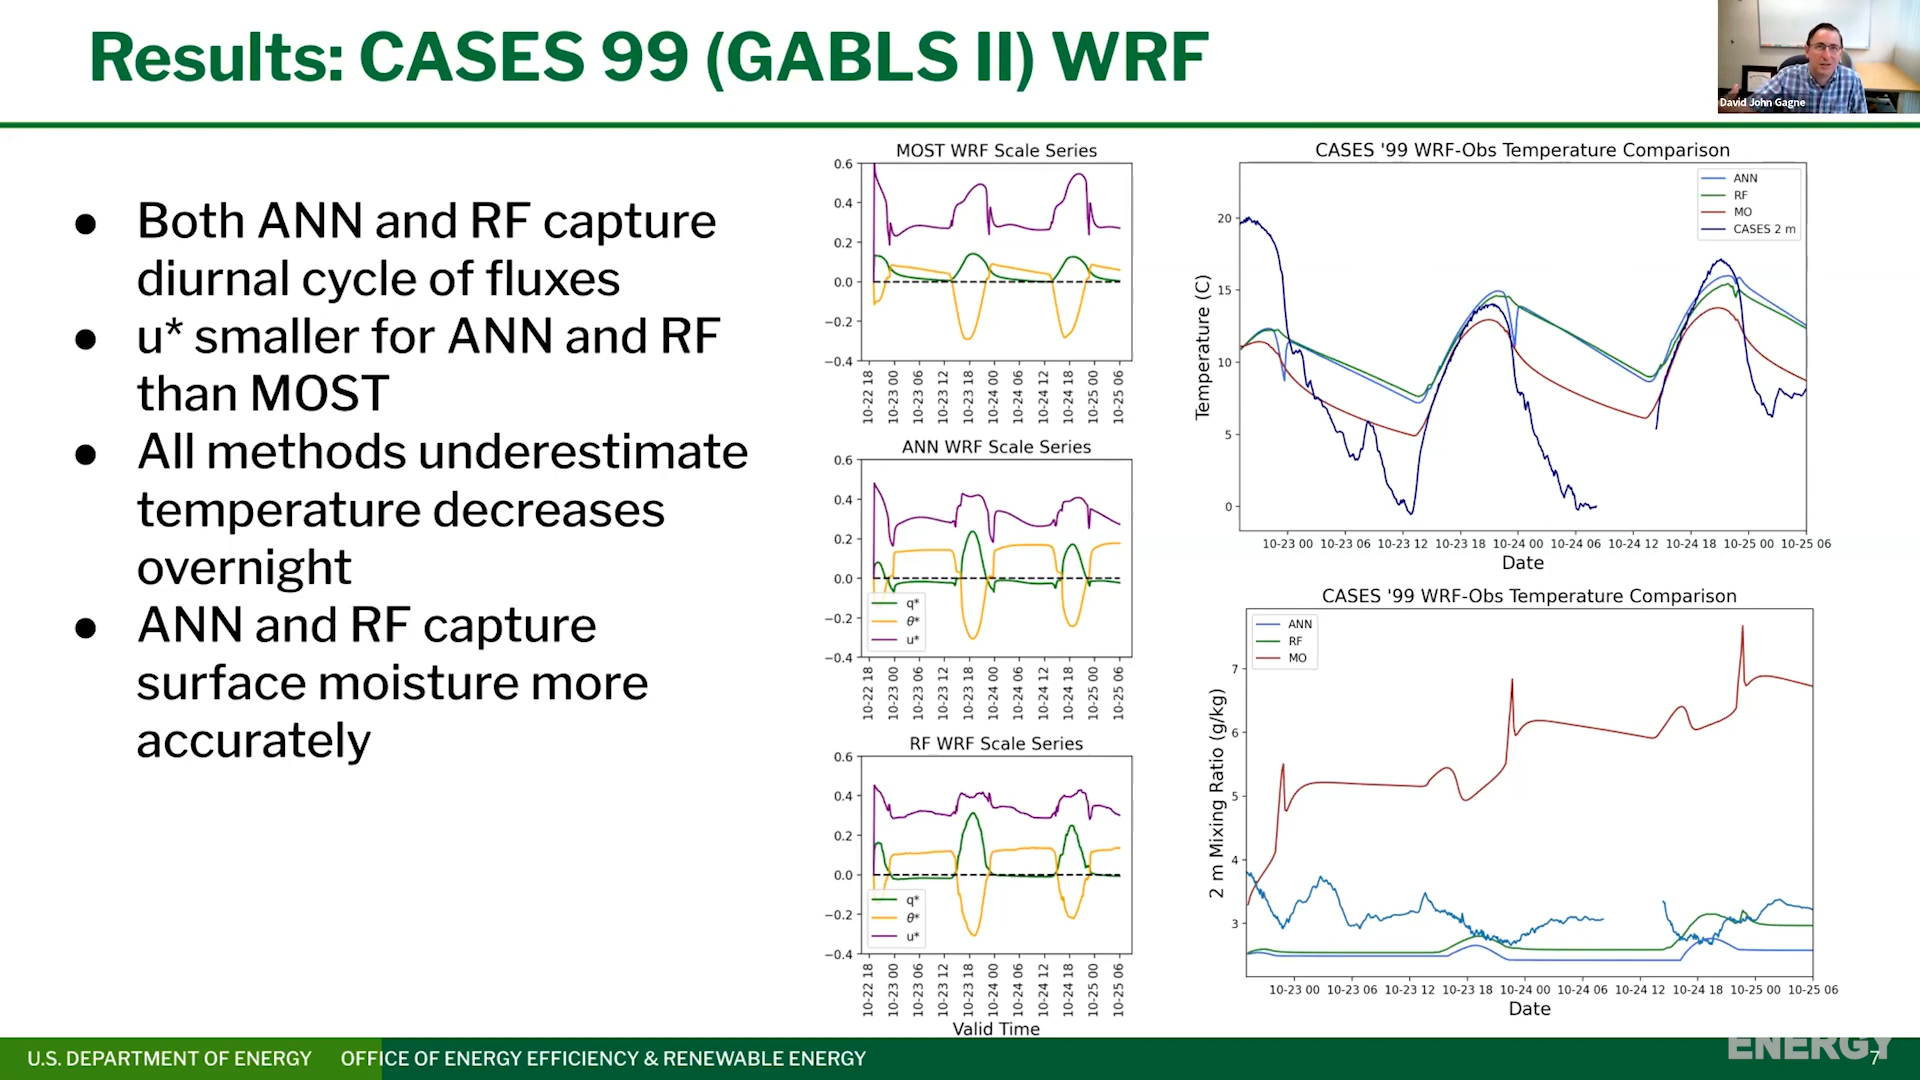 Results: CASES 99 (GABLS II) WRF
David John Gagne
● Both ANN and RF capture
diurnal cycle of fluxes
● u* smaller for ANN and RF
than MOST
● All methods underestimate
temperature decreases
overnight
● ANN and RF capture
surface moisture more
accurately
MOST WRF Scale Series
0.6
0.4
0.2
0.0
−0.2
−0.4
10-22 18
10-23 00
10-23 06
10-23 12
10-23 18
10-24 00
10-24 06
10-24 12
10-24 18
10-25 00
10-25 06
ANN WRF Scale Series
0.6
0.4
0.2
0.0
−0.2
−0.4
q*
θ*
u*
10-22 18
10-23 00
10-23 06
10-23 12
10-23 18
10-24 00
10-24 06
10-24 12
10-24 18
10-25 00
10-25 06
RF WRF Scale Series
0.6
0.4
0.2
0.0
−0.2
−0.4
q*
θ*
u*
10-22 18
10-23 00
10-23 06
10-23 12
10-23 18
10-24 00
10-24 06
10-24 12
10-24 18
10-25 00
10-25 06
Valid Time
CASES '99 WRF-Obs Temperature Comparison
ANN
RF
MO
CASES 2 m
Temperature (C)
20
15
10
5
0
10-23 00 10-23 06 10-23 12 10-23 18 10-24 00 10-24 06 10-24 12 10-24 18 10-25 00 10-25 06
Date
CASES '99 WRF-Obs Temperature Comparison
ANN
RF
MO
2 m Mixing Ratio (g/kg)
7
6
5
4
3
10-23 00 10-23 06 10-23 12 10-23 18 10-24 00 10-24 06 10-24 12 10-24 18 10-25 00 10-25 06
Date
U.S. DEPARTMENT OF ENERGY OFFICE OF ENERGY EFFICIENCY & RENEWABLE ENERGY
ENERGY
7